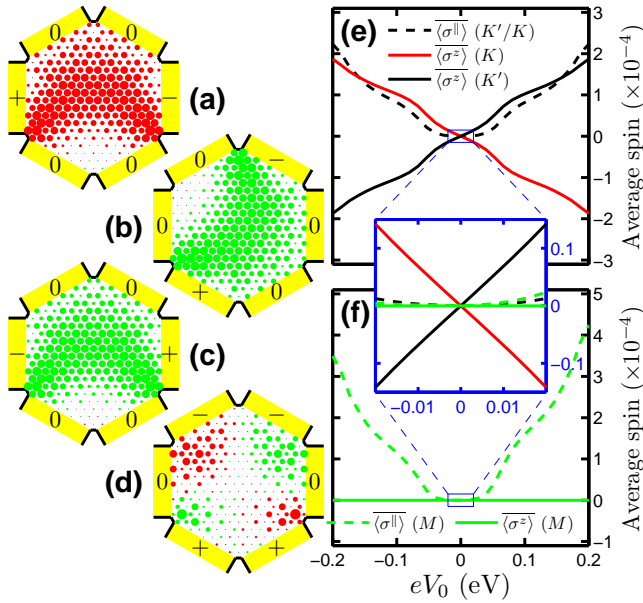 0 0
+ −
0 0
(a)
0 −
0 0
+ 0
(b)
0 0
− +
0 0
(c)
− −
0 0
+ +
(d)
(e)
⟨σ^∥⟩ (K′/K)
⟨σ^z⟩ (K)
⟨σ^z⟩ (K′)
3
2
1
0
−1
−2
−3
Average spin (×10⁻⁴)
0.1
0
−0.1
−0.01 0 0.01
(f)
5
4
3
2
1
0
−1
Average spin (×10⁻⁴)
⟨σ^∥⟩ (M) ⟨σ^z⟩ (M)
−0.2 −0.1 0 0.1 0.2
eV₀ (eV)